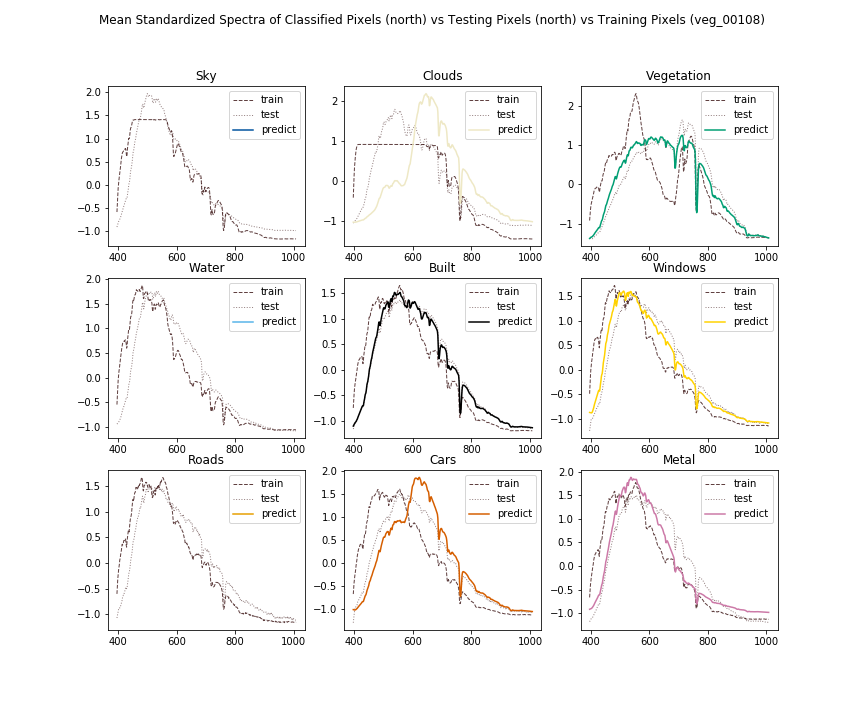 Mean Standardized Spectra of Classified Pixels (north) vs Testing Pixels (north) vs Training Pixels (veg_00108)
Sky
2.0
1.5
1.0
0.5
0.0
−0.5
−1.0
400 600 800 1000
train
test
predict
Clouds
2
1
0
−1
400 600 800 1000
train
test
predict
Vegetation
2
1
0
−1
400 600 800 1000
train
test
predict
Water
2.0
1.5
1.0
0.5
0.0
−0.5
−1.0
400 600 800 1000
train
test
predict
Built
1.5
1.0
0.5
0.0
−0.5
−1.0
400 600 800 1000
train
test
predict
Windows
1.5
1.0
0.5
0.0
−0.5
−1.0
400 600 800 1000
train
test
predict
Roads
1.5
1.0
0.5
0.0
−0.5
−1.0
400 600 800 1000
train
test
predict
Cars
2.0
1.5
1.0
0.5
0.0
−0.5
−1.0
400 600 800 1000
train
test
predict
Metal
2.0
1.5
1.0
0.5
0.0
−0.5
−1.0
400 600 800 1000
train
test
predict